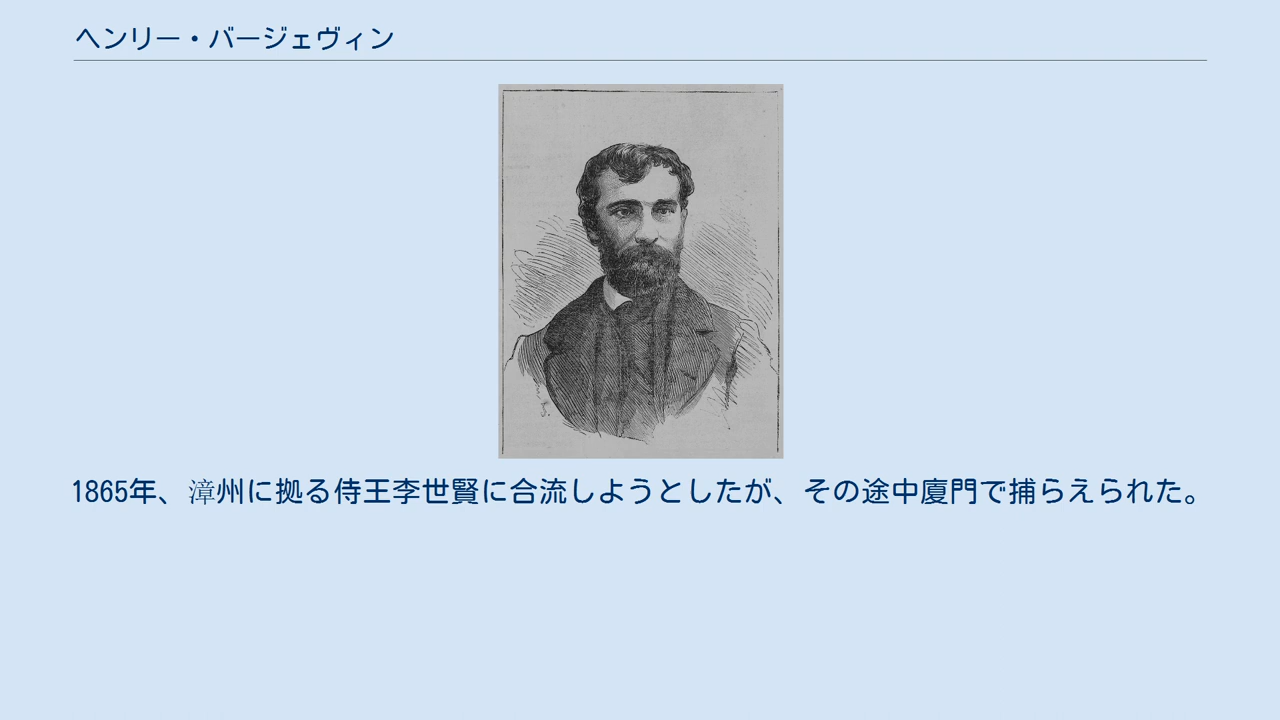 ヘンリー・バージェヴィン
1865年、漳州に拠る侍王李世賢に合流しようとしたが、その途中廈門で捕らえられた。